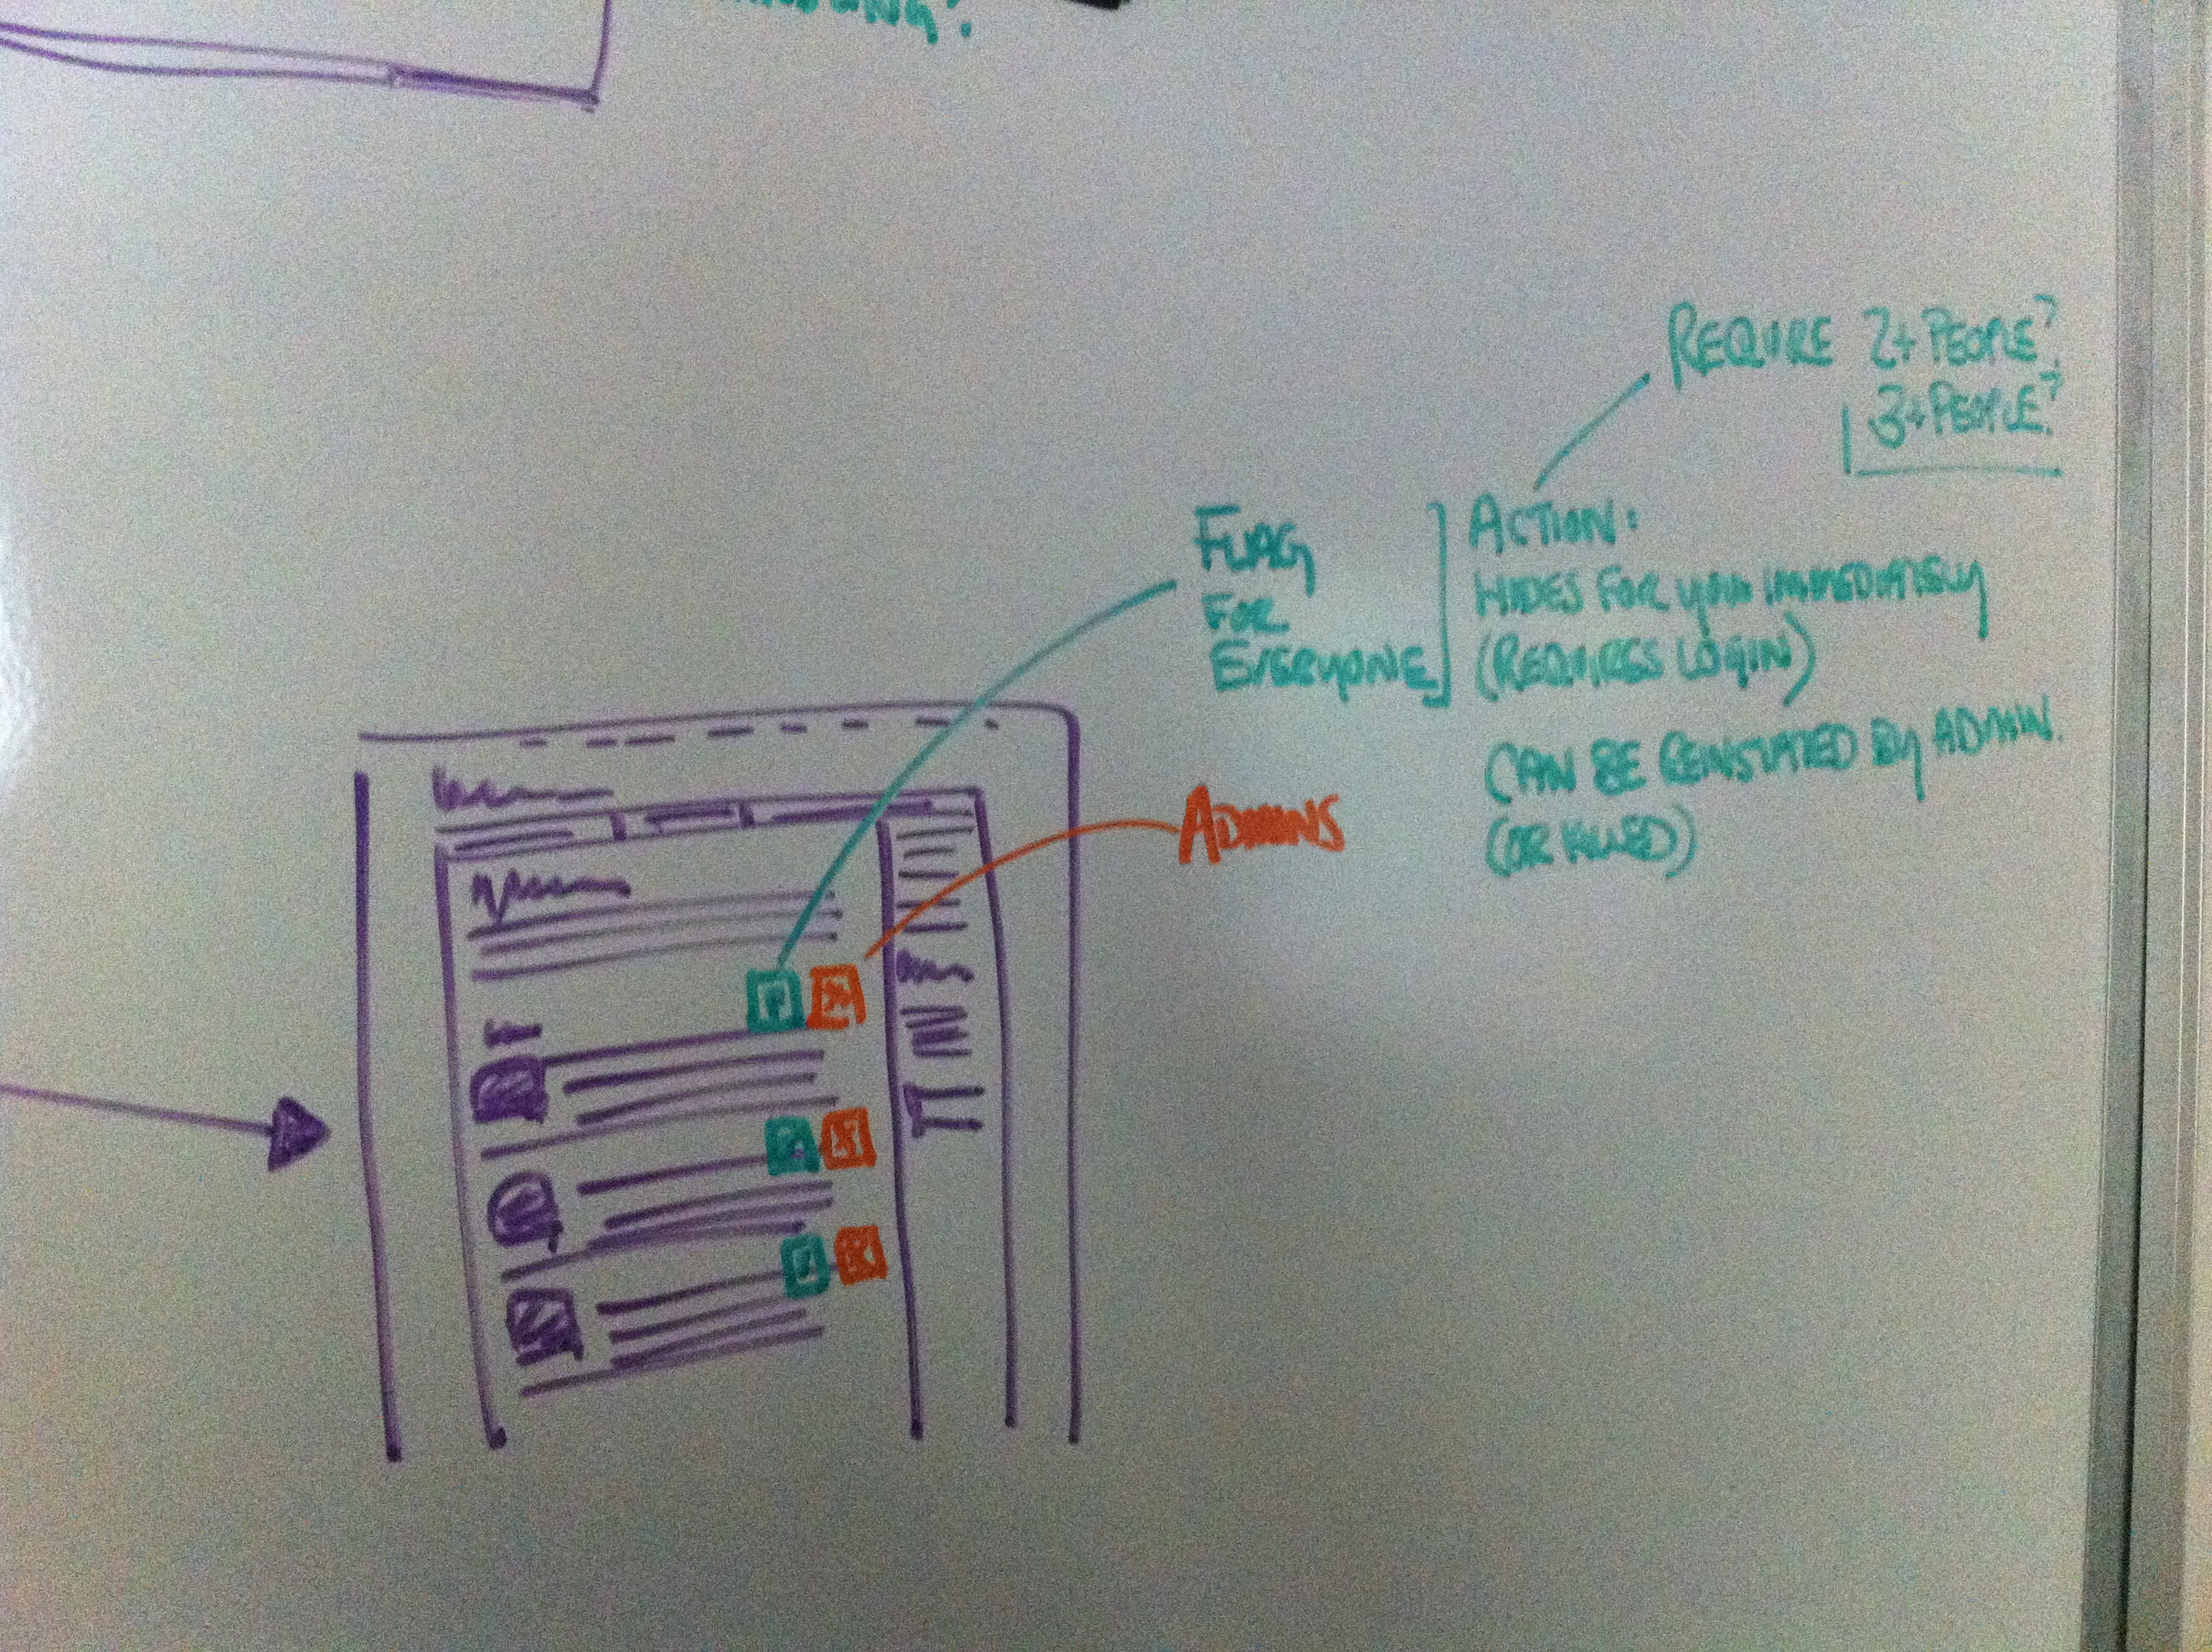 REQUIRE 2+ PEOPLE?
3+ PEOPLE?
FLAG
FOR
EVERYONE
ACTION:
HIDES FOR YOU IMMEDIATELY
(REQUIRES LOGIN)
CAN BE REINSTATED BY ADMIN.
(OR KILLED)
ADMINS